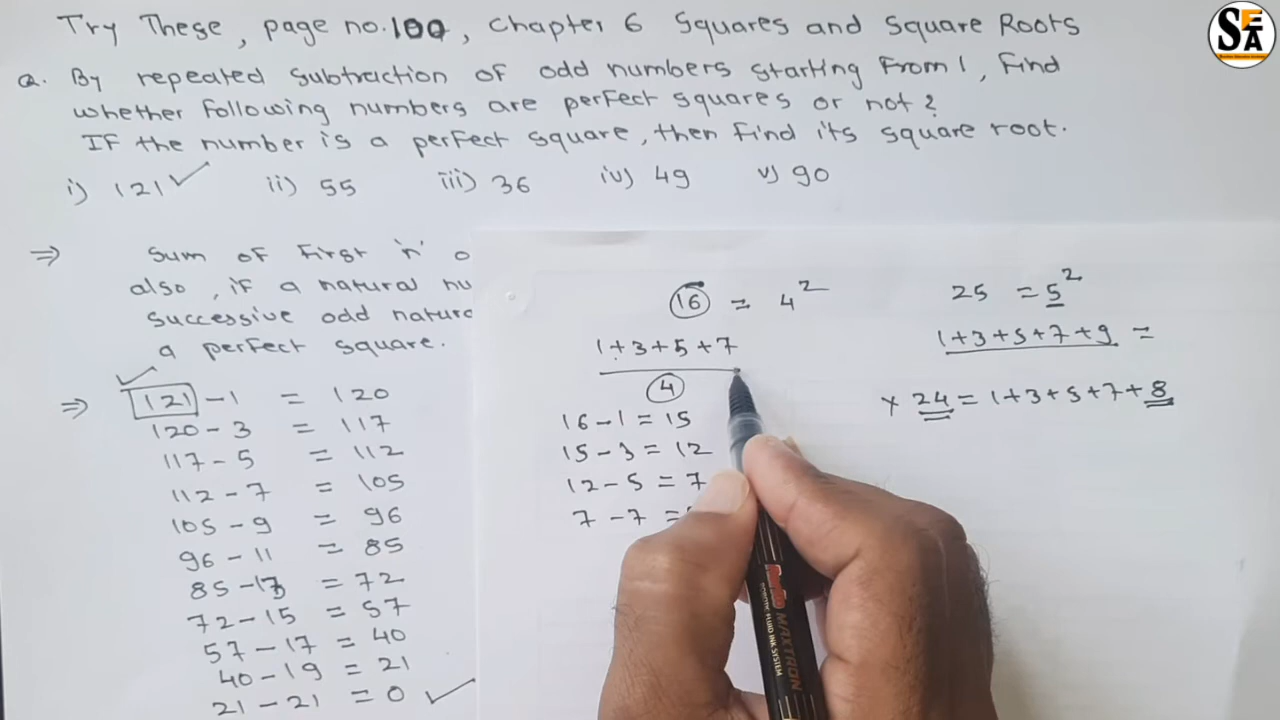 Try These, page no.100, Chapter 6 Squares and Square Roots
SFEA
Q. By repeated subtraction of odd numbers starting from 1, find
whether following numbers are perfect squares or not?
If the number is a perfect square, then find its square root.
i) 121 ✓ ii) 55 iii) 36 iv) 49 v) 90
⇒ Sum of first 'n' o
also, if a natural nu
successive odd natura
a perfect square.
⇒ 121 - 1 = 120
120 - 3 = 117
117 - 5 = 112
112 - 7 = 105
105 - 9 = 96
96 - 11 = 85
85 - 13 = 72
72 - 15 = 57
57 - 17 = 40
40 - 19 = 21
21 - 21 = 0 ✓
16 = 4²
1+3+5+7
4
16-1=15
15-3=12
12-5=7
7-7=
25 = 5²
1+3+5+7+9 =
× 24 = 1+3+5+7+8
MAXTRON